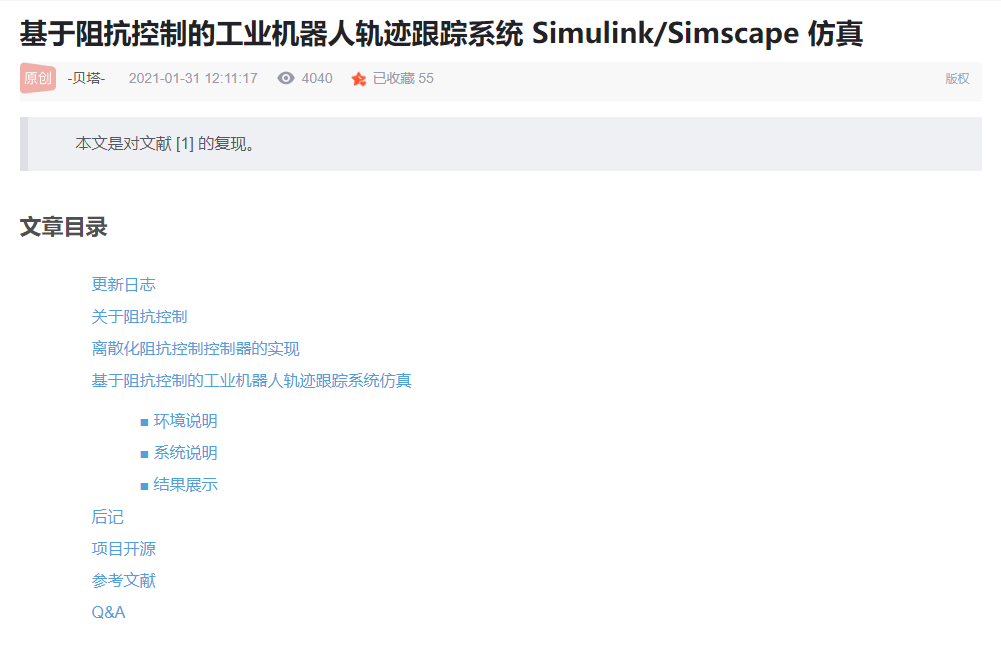 基于阻抗控制的工业机器人轨迹跟踪系统 Simulink/Simscape 仿真
原创 -贝塔- 2021-01-31 12:11:17 4040 已收藏 55 版权
本文是对文献 [1] 的复现。
文章目录
更新日志
关于阻抗控制
离散化阻抗控制控制器的实现
基于阻抗控制的工业机器人轨迹跟踪系统仿真
环境说明
系统说明
结果展示
后记
项目开源
参考文献
Q&A